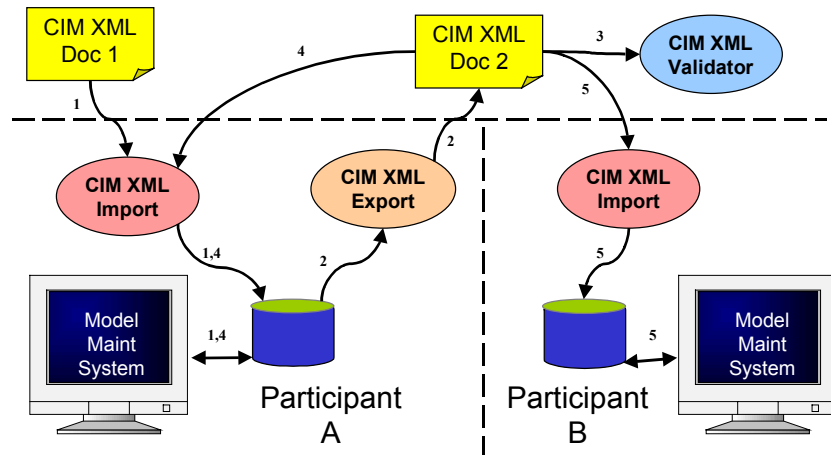 CIM XML
Doc 1
CIM XML
Doc 2
CIM XML
Validator
4
3
5
1
2
CIM XML
Import
CIM XML
Export
CIM XML
Import
1,4
2
5
Model
Maint
System
1,4
5
Model
Maint
System
Participant
A
Participant
B